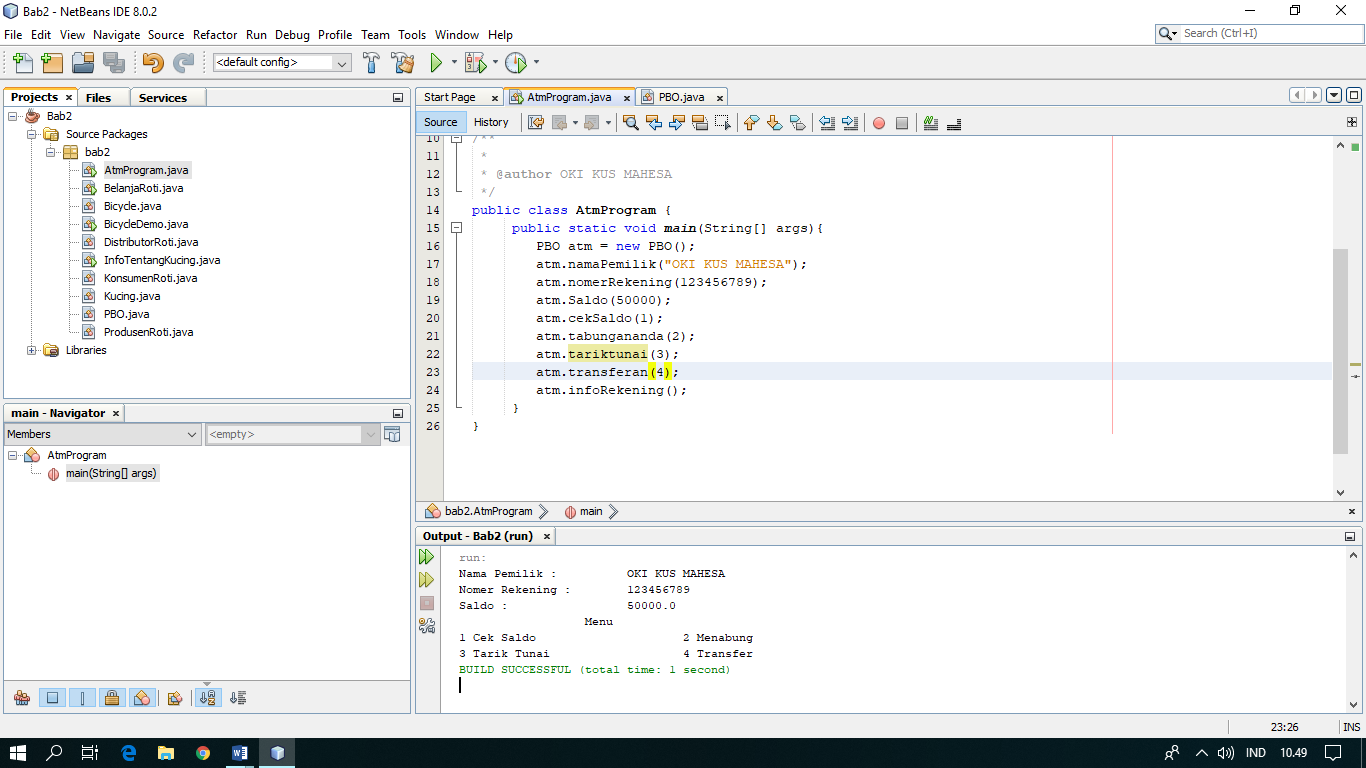 Bab2 - NetBeans IDE 8.0.2
File Edit View Navigate Source Refactor Run Debug Profile Team Tools Window Help
Search (Ctrl+I)
<default config>
Projects Files Services
Bab2
Source Packages
bab2
AtmProgram.java
BelanjaRoti.java
Bicycle.java
BicycleDemo.java
DistributorRoti.java
InfoTentangKucing.java
KonsumenRoti.java
Kucing.java
PBO.java
ProdusenRoti.java
Libraries
main - Navigator
Members <empty>
AtmProgram
main(String[] args)
Start Page AtmProgram.java PBO.java
Source History
10 /**
11 *
12 * @author OKI KUS MAHESA
13 */
14 public class AtmProgram {
15 public static void main(String[] args){
16 PBO atm = new PBO();
17 atm.namaPemilik("OKI KUS MAHESA");
18 atm.nomerRekening(123456789);
19 atm.Saldo(50000);
20 atm.cekSaldo(1);
21 atm.tabungananda(2);
22 atm.tariktunai(3);
23 atm.transferan(4);
24 atm.infoRekening();
25 }
26 }
bab2.AtmProgram main
Output - Bab2 (run)
run:
Nama Pemilik : OKI KUS MAHESA
Nomer Rekening : 123456789
Saldo : 50000.0
Menu
1 Cek Saldo 2 Menabung
3 Tarik Tunai 4 Transfer
BUILD SUCCESSFUL (total time: 1 second)
23:26 INS
IND 10.49